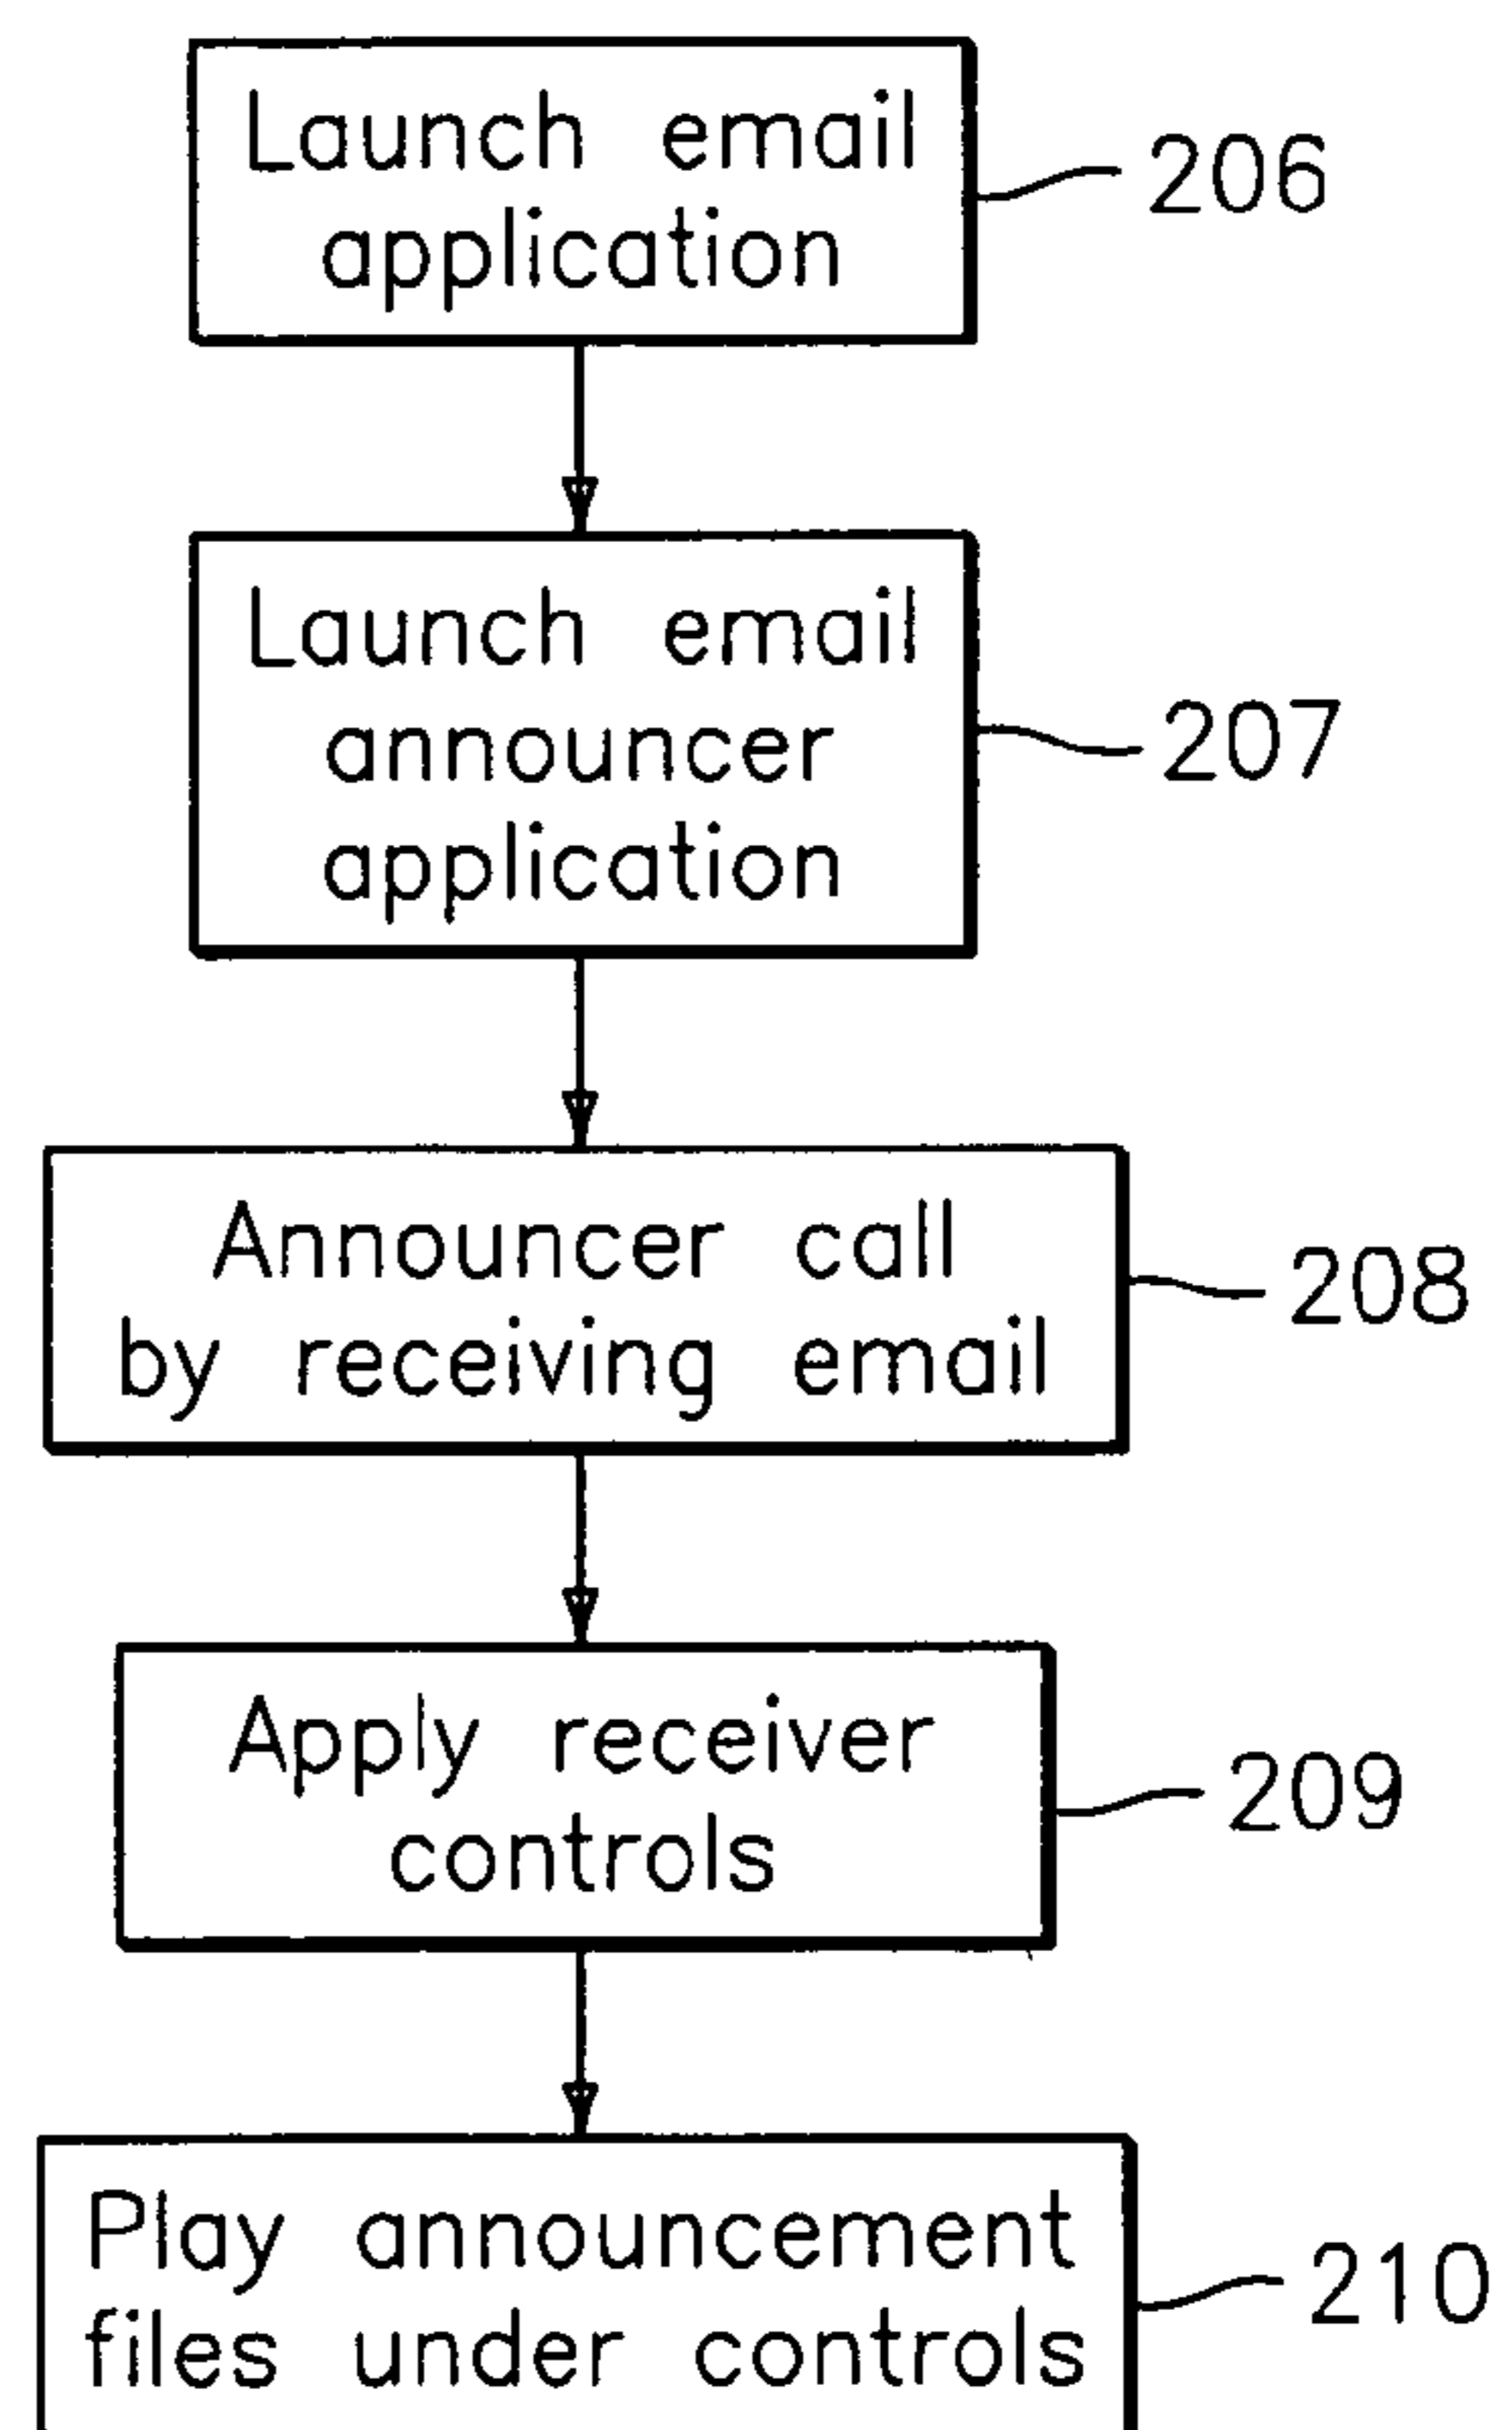 Launch email
application
206
Launch email
announcer
application
207
Announcer call
by receiving email
208
Apply receiver
controls
209
Play announcement
files under controls
210